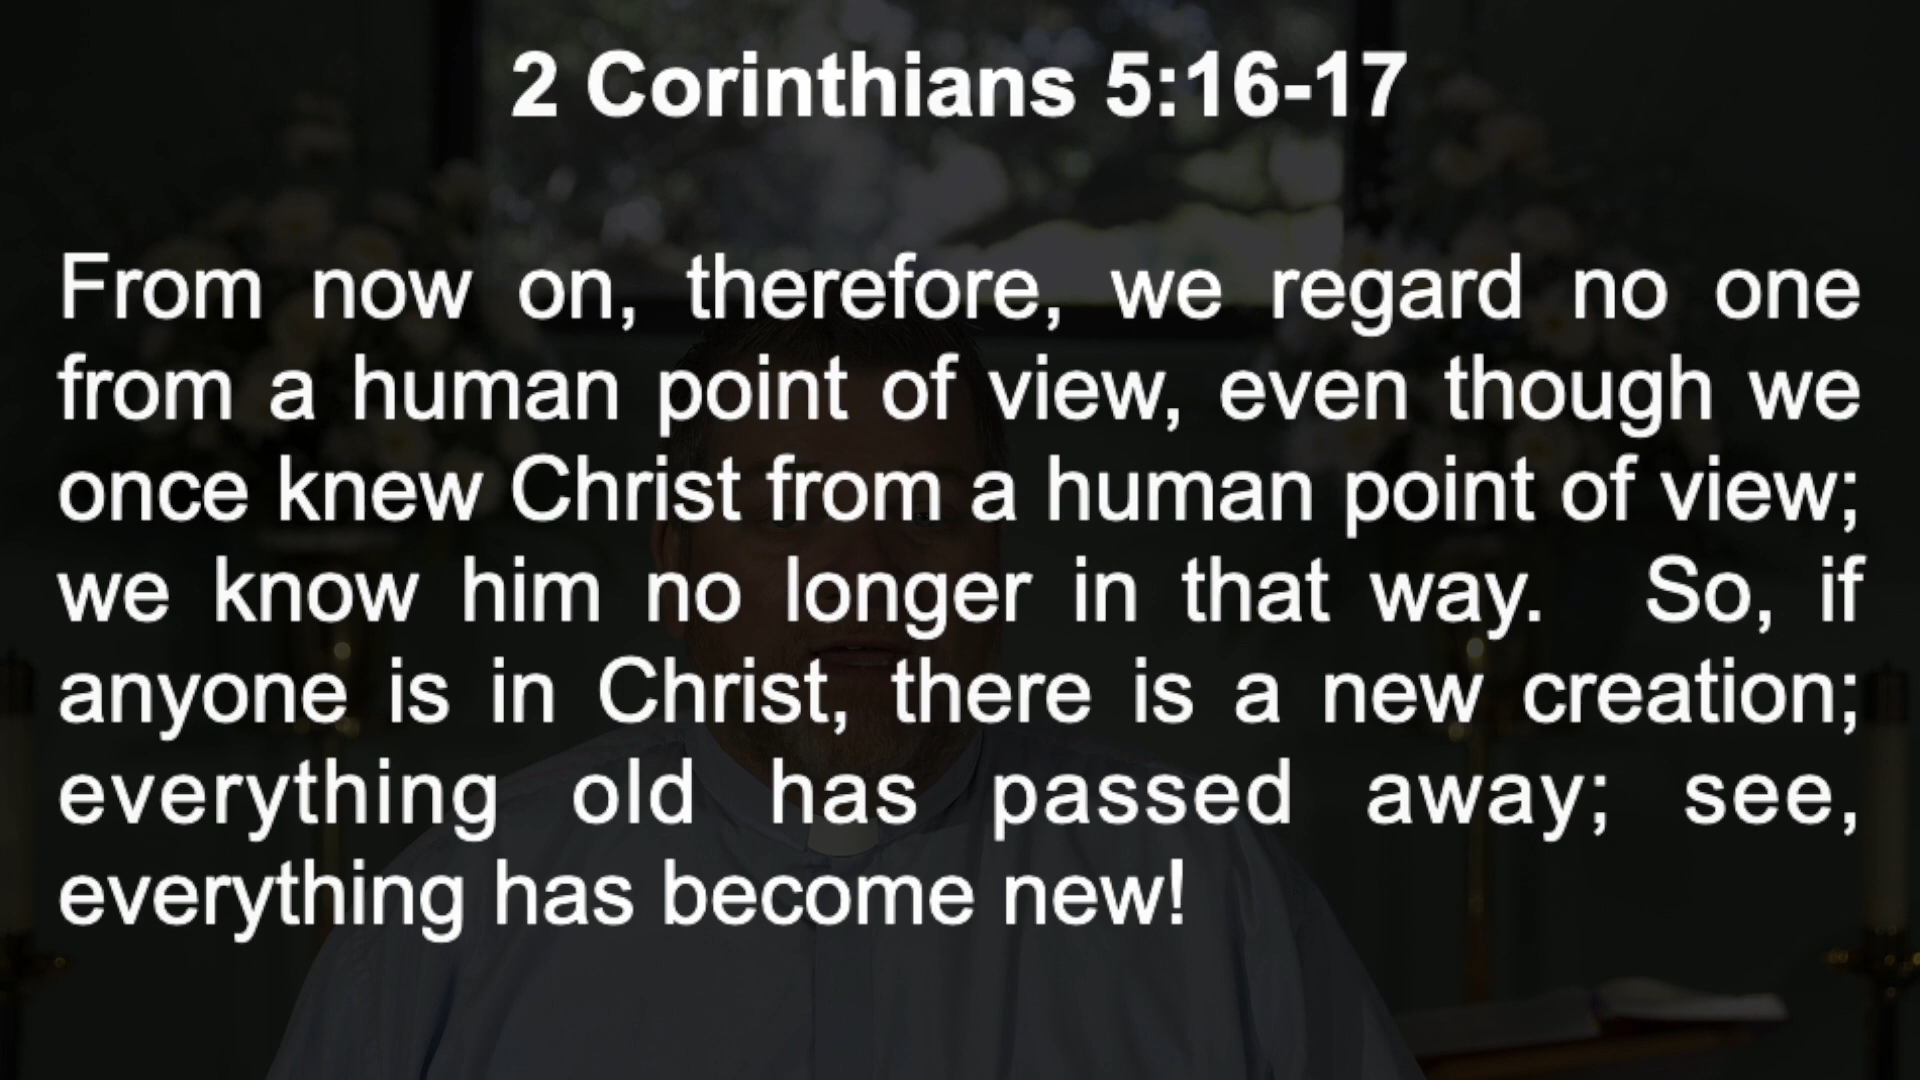 2 Corinthians 5:16-17
From now on, therefore, we regard no one
from a human point of view, even though we
once knew Christ from a human point of view;
we know him no longer in that way. So, if
anyone is in Christ, there is a new creation;
everything old has passed away; see,
everything has become new!